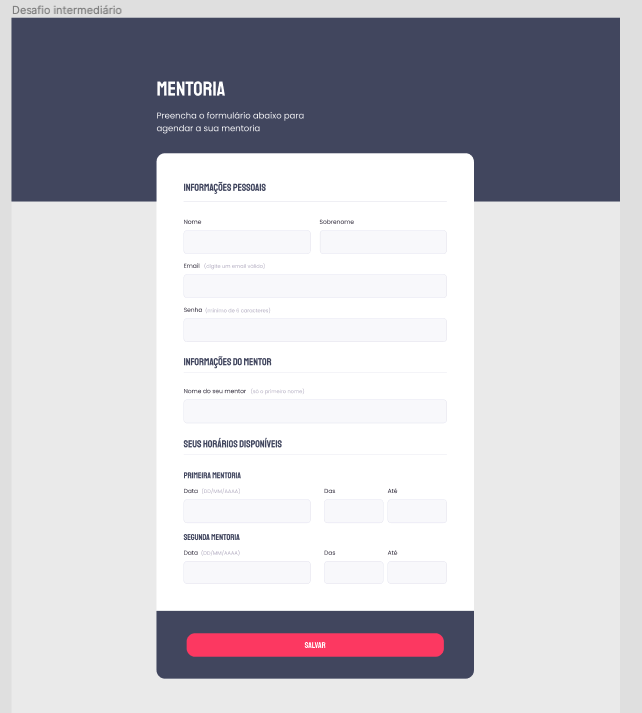 Desafio intermediário
MENTORIA
Preencha o formulário abaixo para
agendar a sua mentoria
INFORMAÇÕES PESSOAIS
Nome Sobrenome
Email (digite um email válido)
Senha (mínimo de 6 caracteres)
INFORMAÇÕES DO MENTOR
Nome do seu mentor (só o primeiro nome)
SEUS HORÁRIOS DISPONÍVEIS
PRIMEIRA MENTORIA
Data (DD/MM/AAAA) Das Até
SEGUNDA MENTORIA
Data (DD/MM/AAAA) Das Até
SALVAR